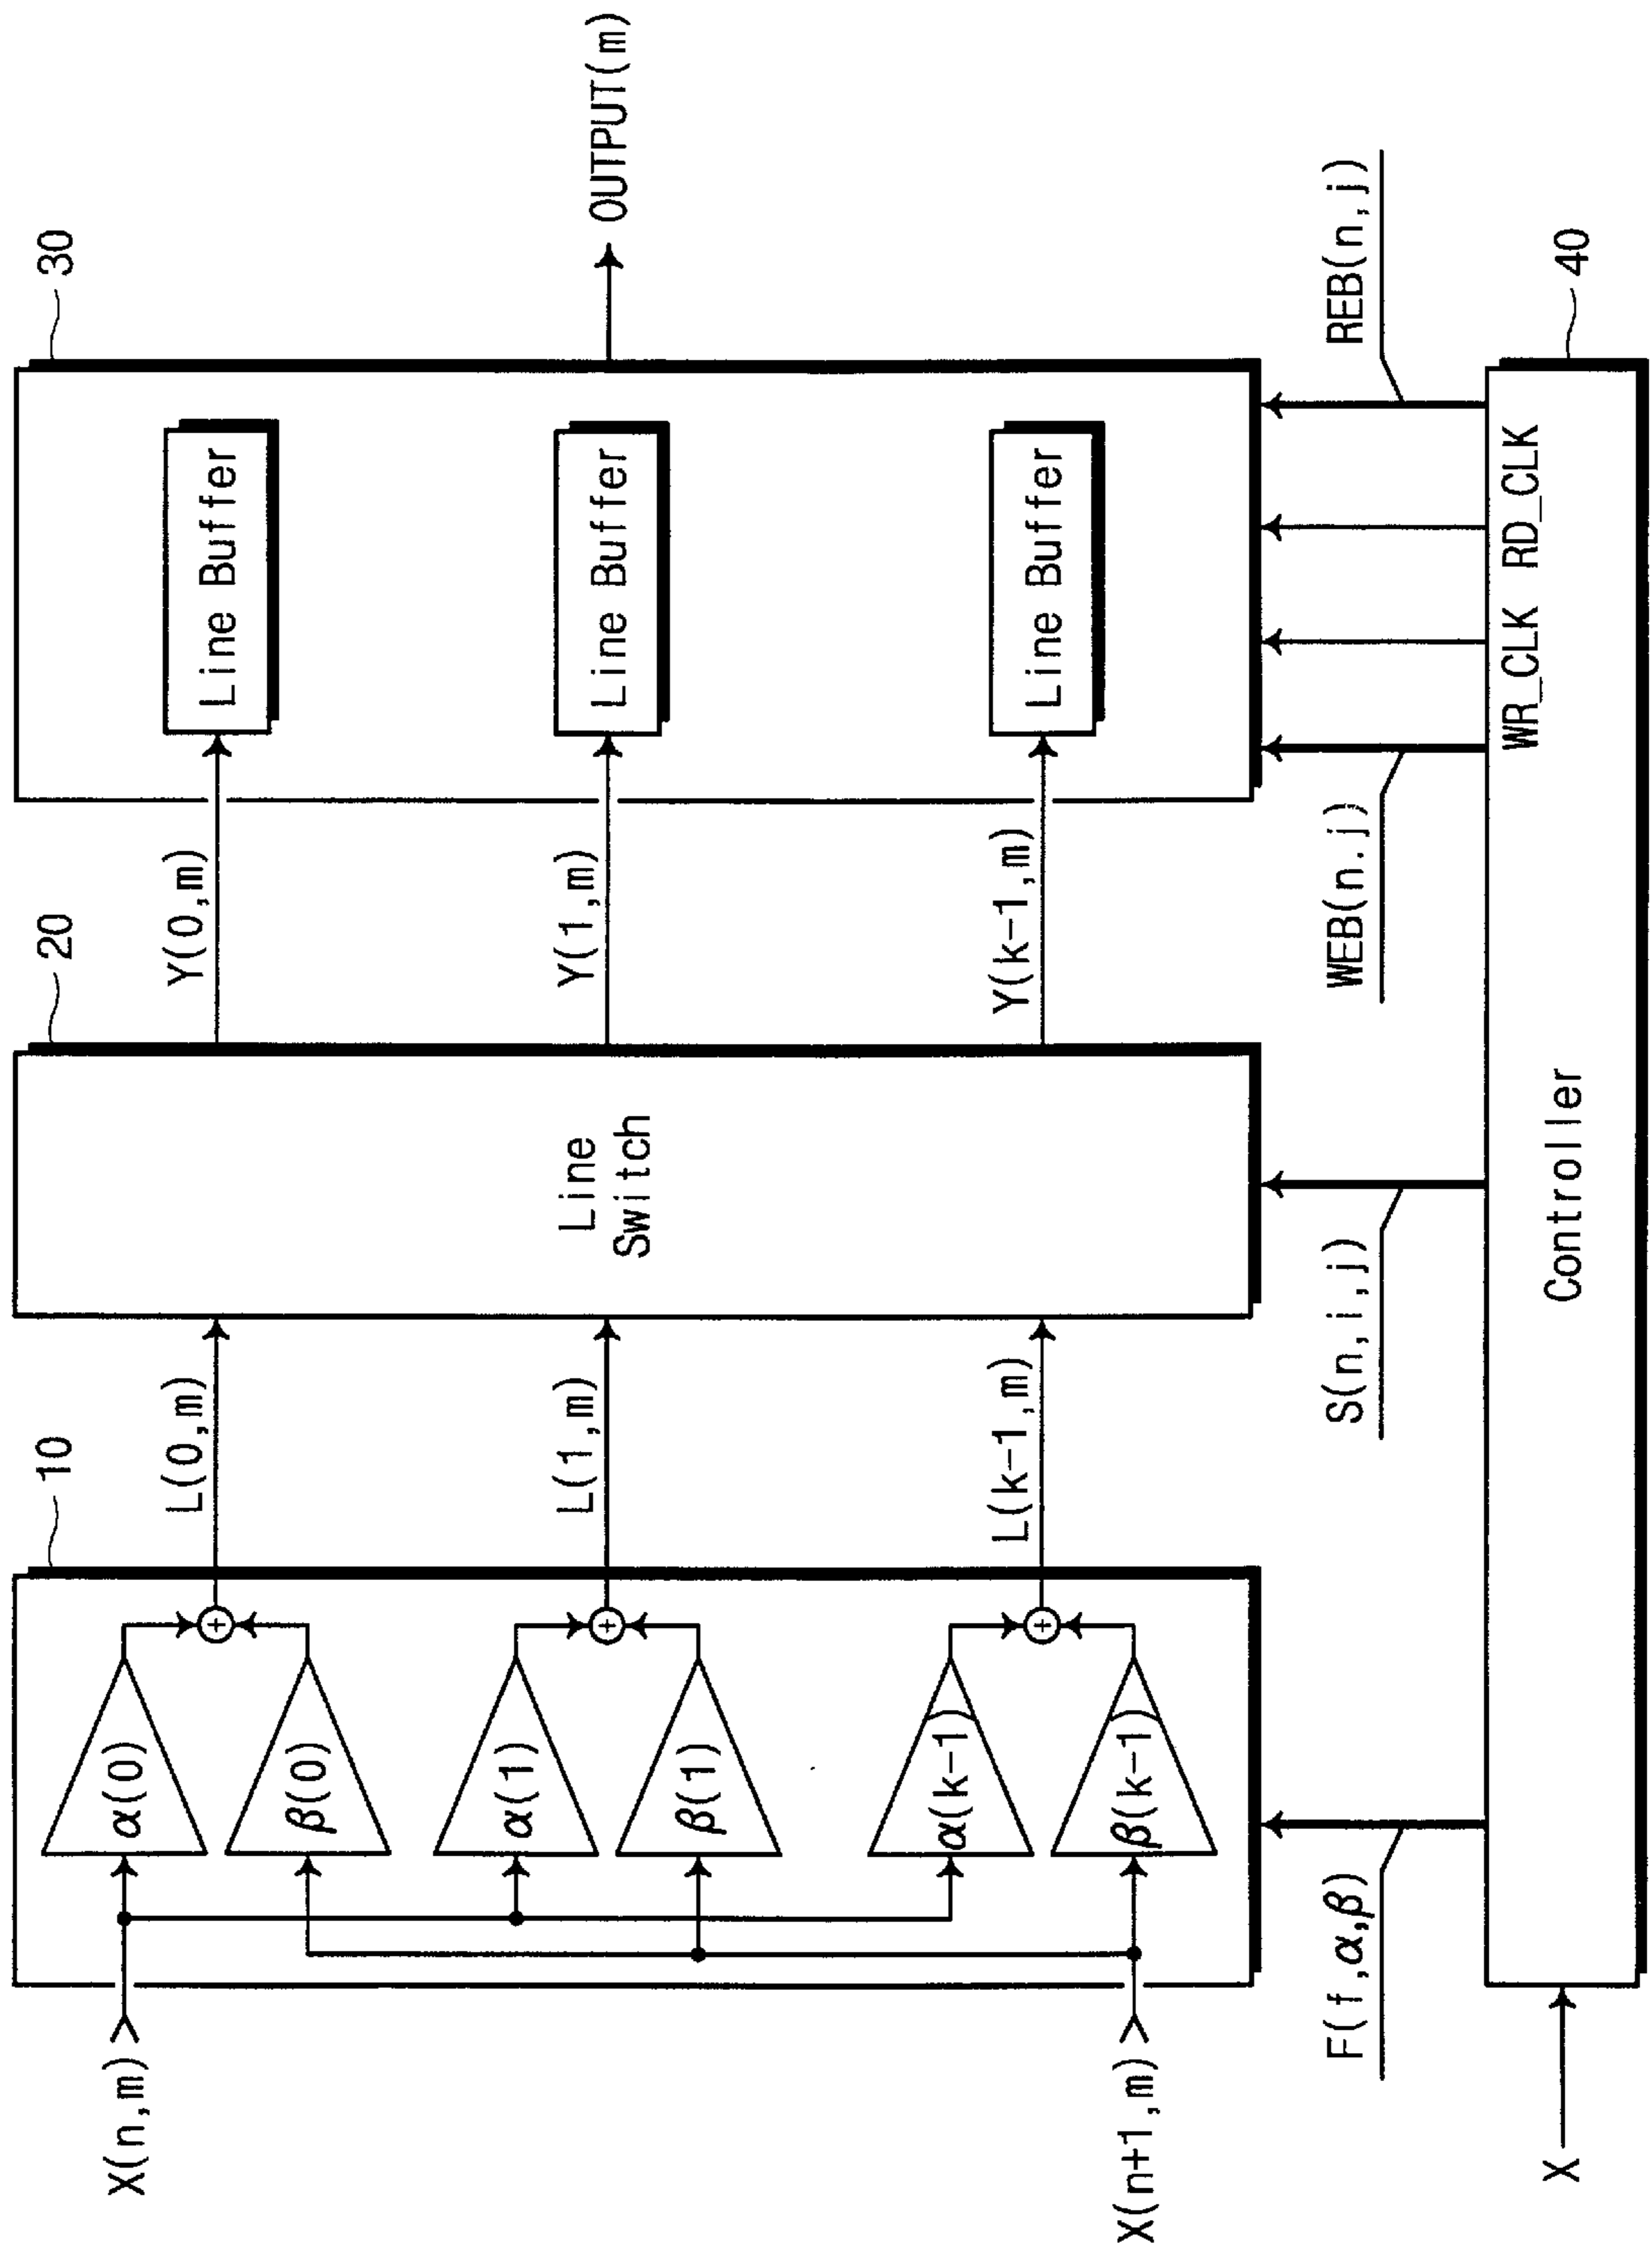 10
20
30
X(n,m)
α(0)
β(0)
L(0,m)
Y(0,m)
Line Buffer
α(1)
β(1)
L(1,m)
Line
Switch
Y(1,m)
Line Buffer
OUTPUT(m)
α(k-1)
β(k-1)
L(k-1,m)
Y(k-1,m)
Line Buffer
X(n+1,m)
F(f,α,β)
S(n,i,j)
WEB(n.j)
REB(n,j)
WR_CLK RD_CLK
40
X
Controller